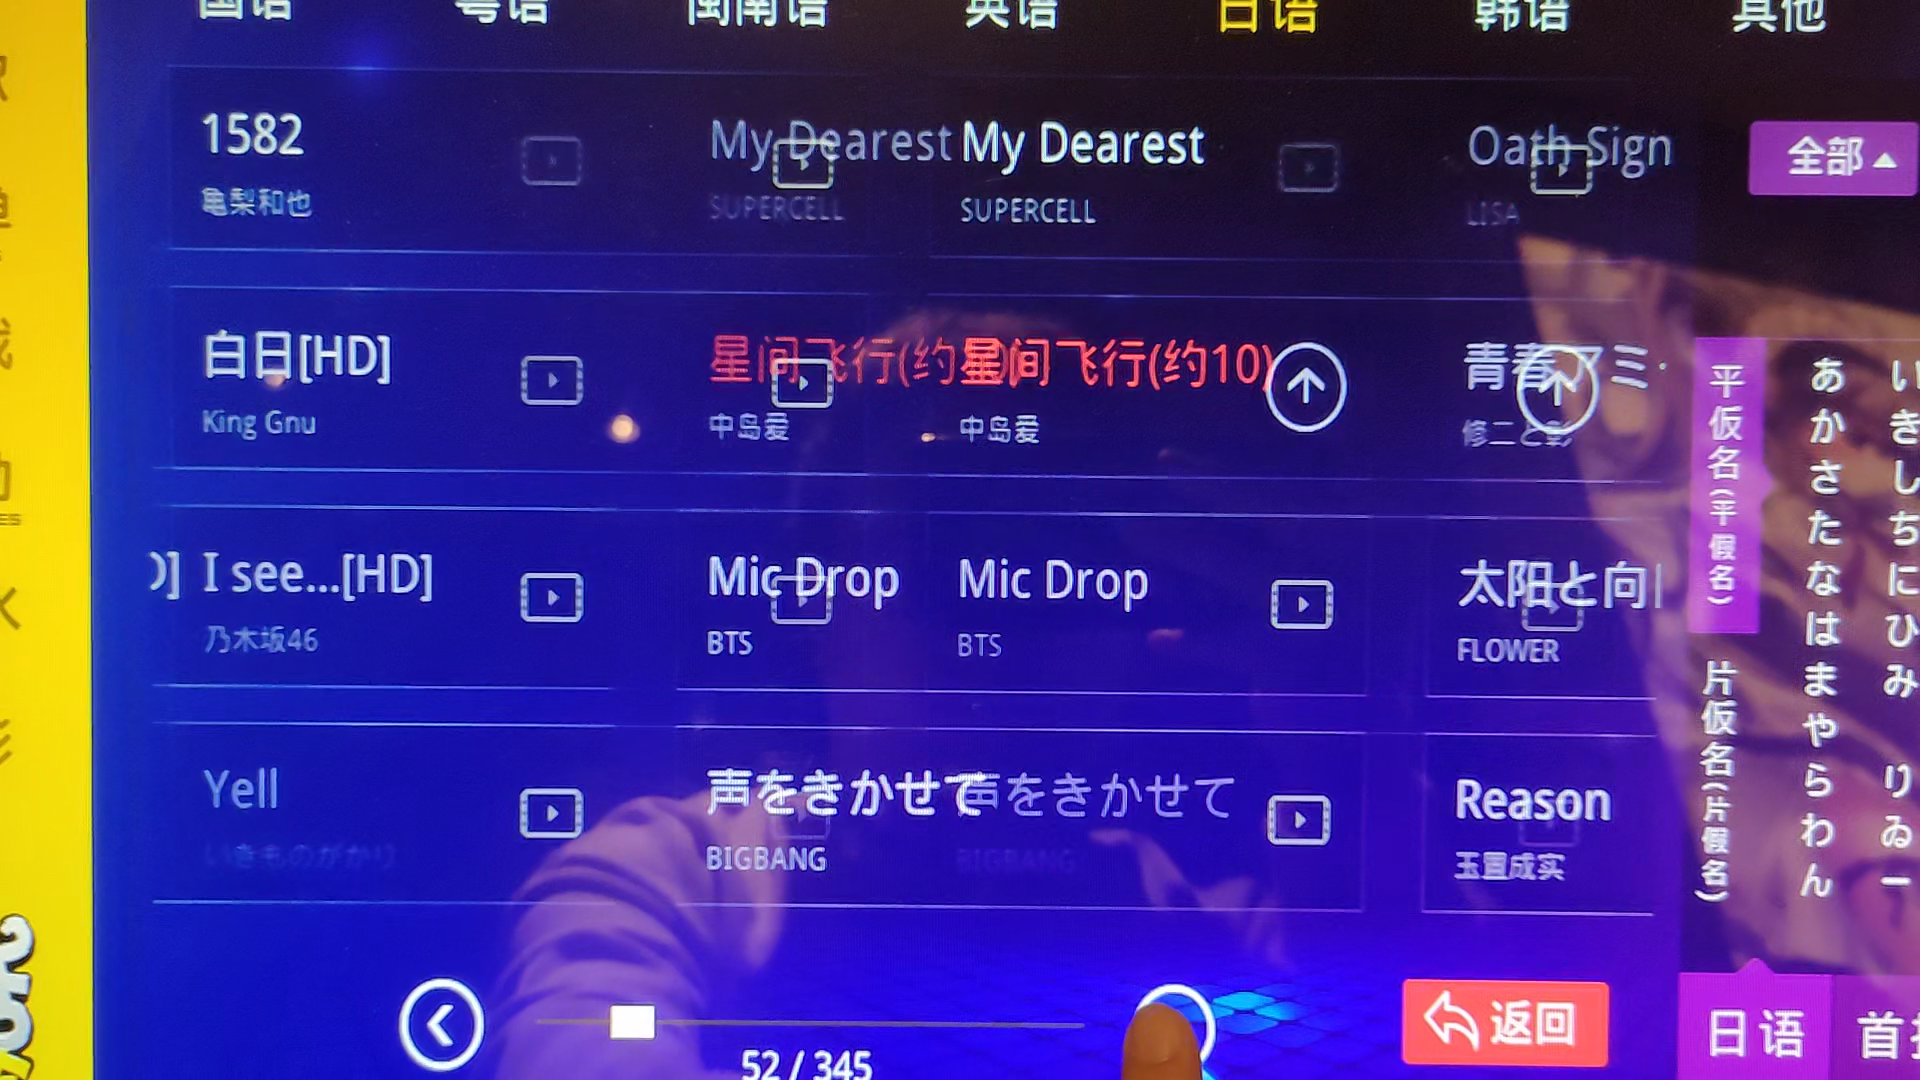 国语 粤语 闽南语 英语 日语 韩语 其他
1582
亀梨和也
My Dearest
SUPERCELL
My Dearest
SUPERCELL
Oath Sign
LISA
全部
白日[HD]
King Gnu
星间飞行(约
中岛爱
星间飞行(约10)
中岛爱
青春アミ
修二と彰
D]
I see...[HD]
乃木坂46
Mic Drop
BTS
Mic Drop
BTS
太阳と向
FLOWER
Yell
いきものがかり
声をきかせて
BIGBANG
声をきかせて
BIGBANG
Reason
玉置成实
平仮名(平假名)
片仮名(片假名)
あかさたなはまやらわん
いきしちにひみ りゐ
52 / 345
返回
日语
首